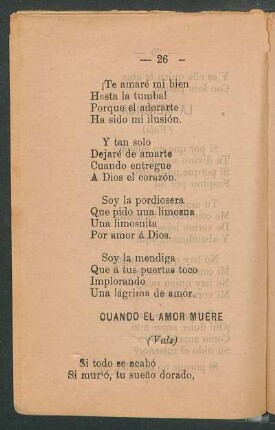 — 26 –
¡Te amaré mi bien
Hasta la tumba!
Porque el adorarte
Ha sido mi ilusión.
Y tan solo
Dejaré de amarte
Cuando entregue
A Dios el corazón.
Soy la pordiosera
Que pido una limosna
Una limosnita
Por amor á Dios.
Soy la mendiga
Que á tus puertas toco
Implorando
Una lágrima de amor.
CUANDO EL AMOR MUERE
(Vals)
Si todo se acabó
Si murió, tu sueño dorado,